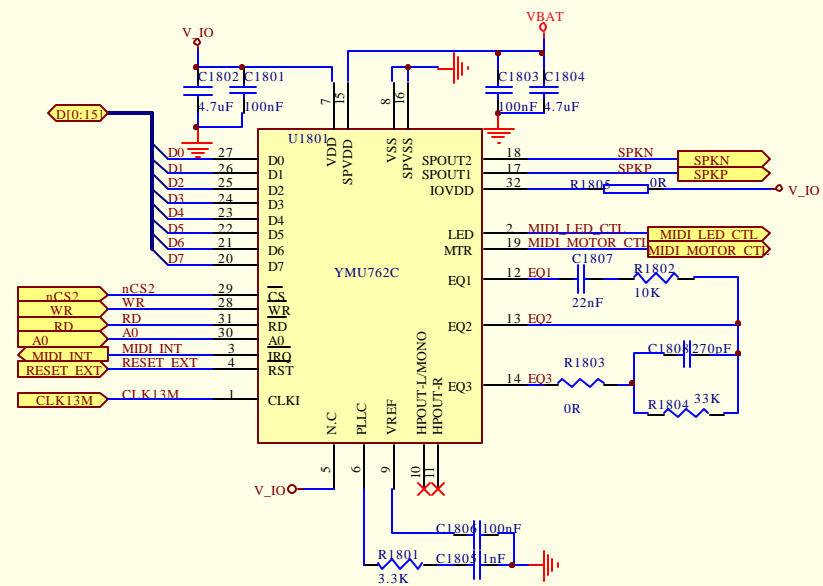 VBAT
V_IO
C1802 C1801
C1803 C1804
4.7uF 100nF
100nF 4.7uF
7 15 8 16
D[0:15]
U1801
VDD SPVDD VSS SPVSS
D0 27 D0
SPOUT2 18 SPKN SPKN
D1 26 D1
SPOUT1 17 SPKP SPKP
D2 25 D2
IOVDD 32 R1805 0R V_IO
D3 24 D3
D4 23 D4
D5 22 D5
LED 2 MIDI_LED_CTL MIDI_LED_CTL
D6 21 D6
MTR 19 MIDI_MOTOR_CTL MIDI_MOTOR_CTL
D7 20 D7
YMU762C
EQ1 12 EQ1 C1807 22nF R1802 10K
nCS2 nCS2 29 CS
WR WR 28 WR
RD RD 31 RD
EQ2 13 EQ2
A0 A0 30 A0
MIDI_INT MIDI_INT 3 IRQ
C1808 270pF
RESET_EXT RESET_EXT 4 RST
EQ3 14 EQ3 R1803 0R
R1804 33K
CLK13M CLK13M 1 CLKI
N.C PLLC VREF HPOUT-L/MONO HPOUT-R
5 6 9 10 11
V_IO
C1806 100nF
R1801 C1805 1nF
3.3K